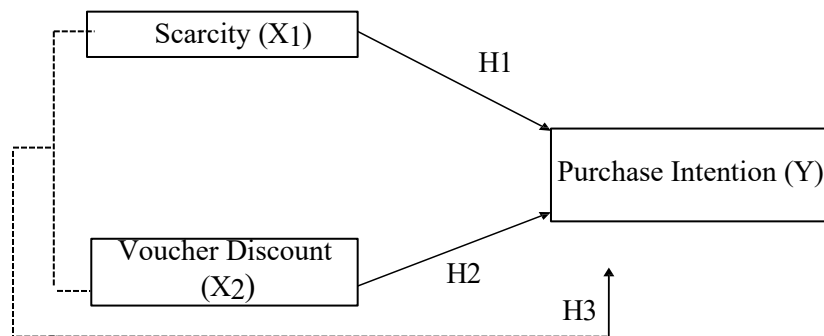 Scarcity (X1)
H1
Purchase Intention (Y)
Voucher Discount
(X2)
H2
H3